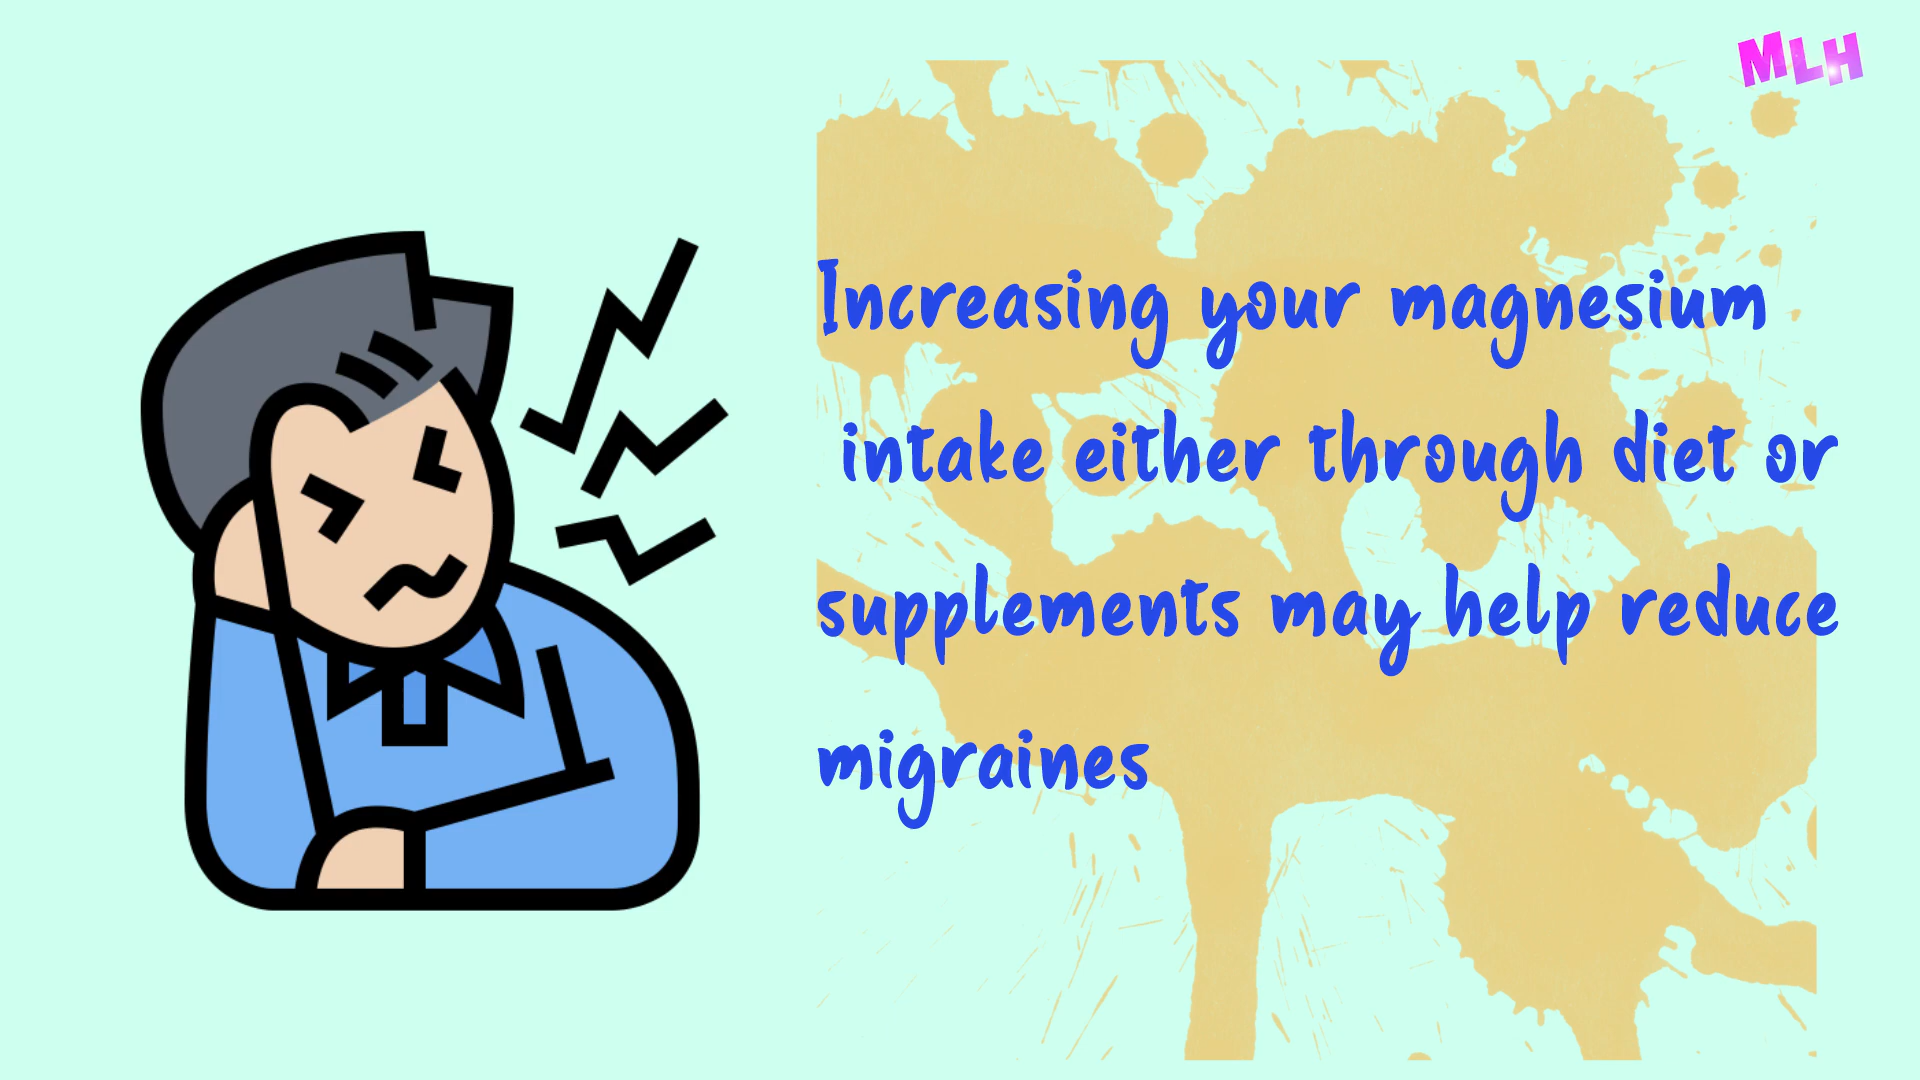 MLH
Increasing your magnesium
intake either through diet or
supplements may help reduce
migraines